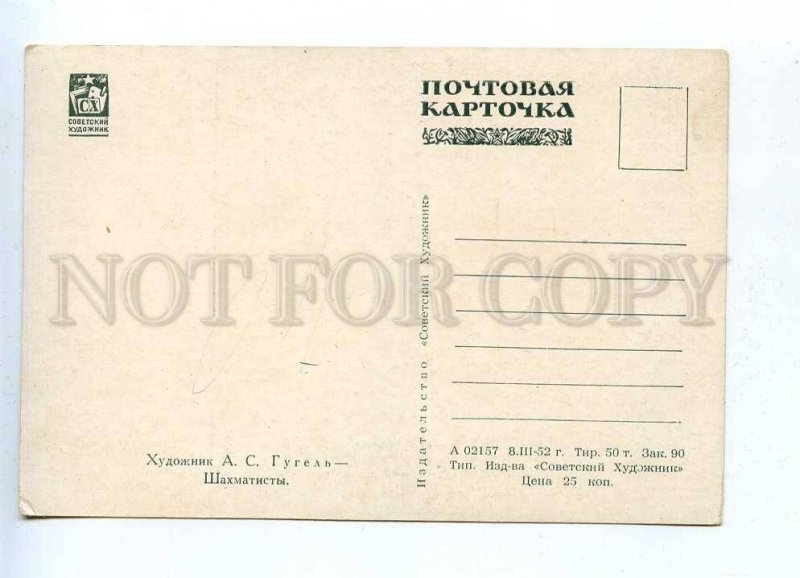 СХ
СОВЕТСКИЙ
ХУДОЖНИК
ПОЧТОВАЯ
КАРТОЧКА
NOT FOR COPY
Издательство «Советский Художник»
Художник А. С. Гугель—
Шахматисты.
А 02157 8.III-52 г. Тир. 50 т. Зак. 90
Тип. Изд-ва «Советский Художник»
Цена 25 коп.